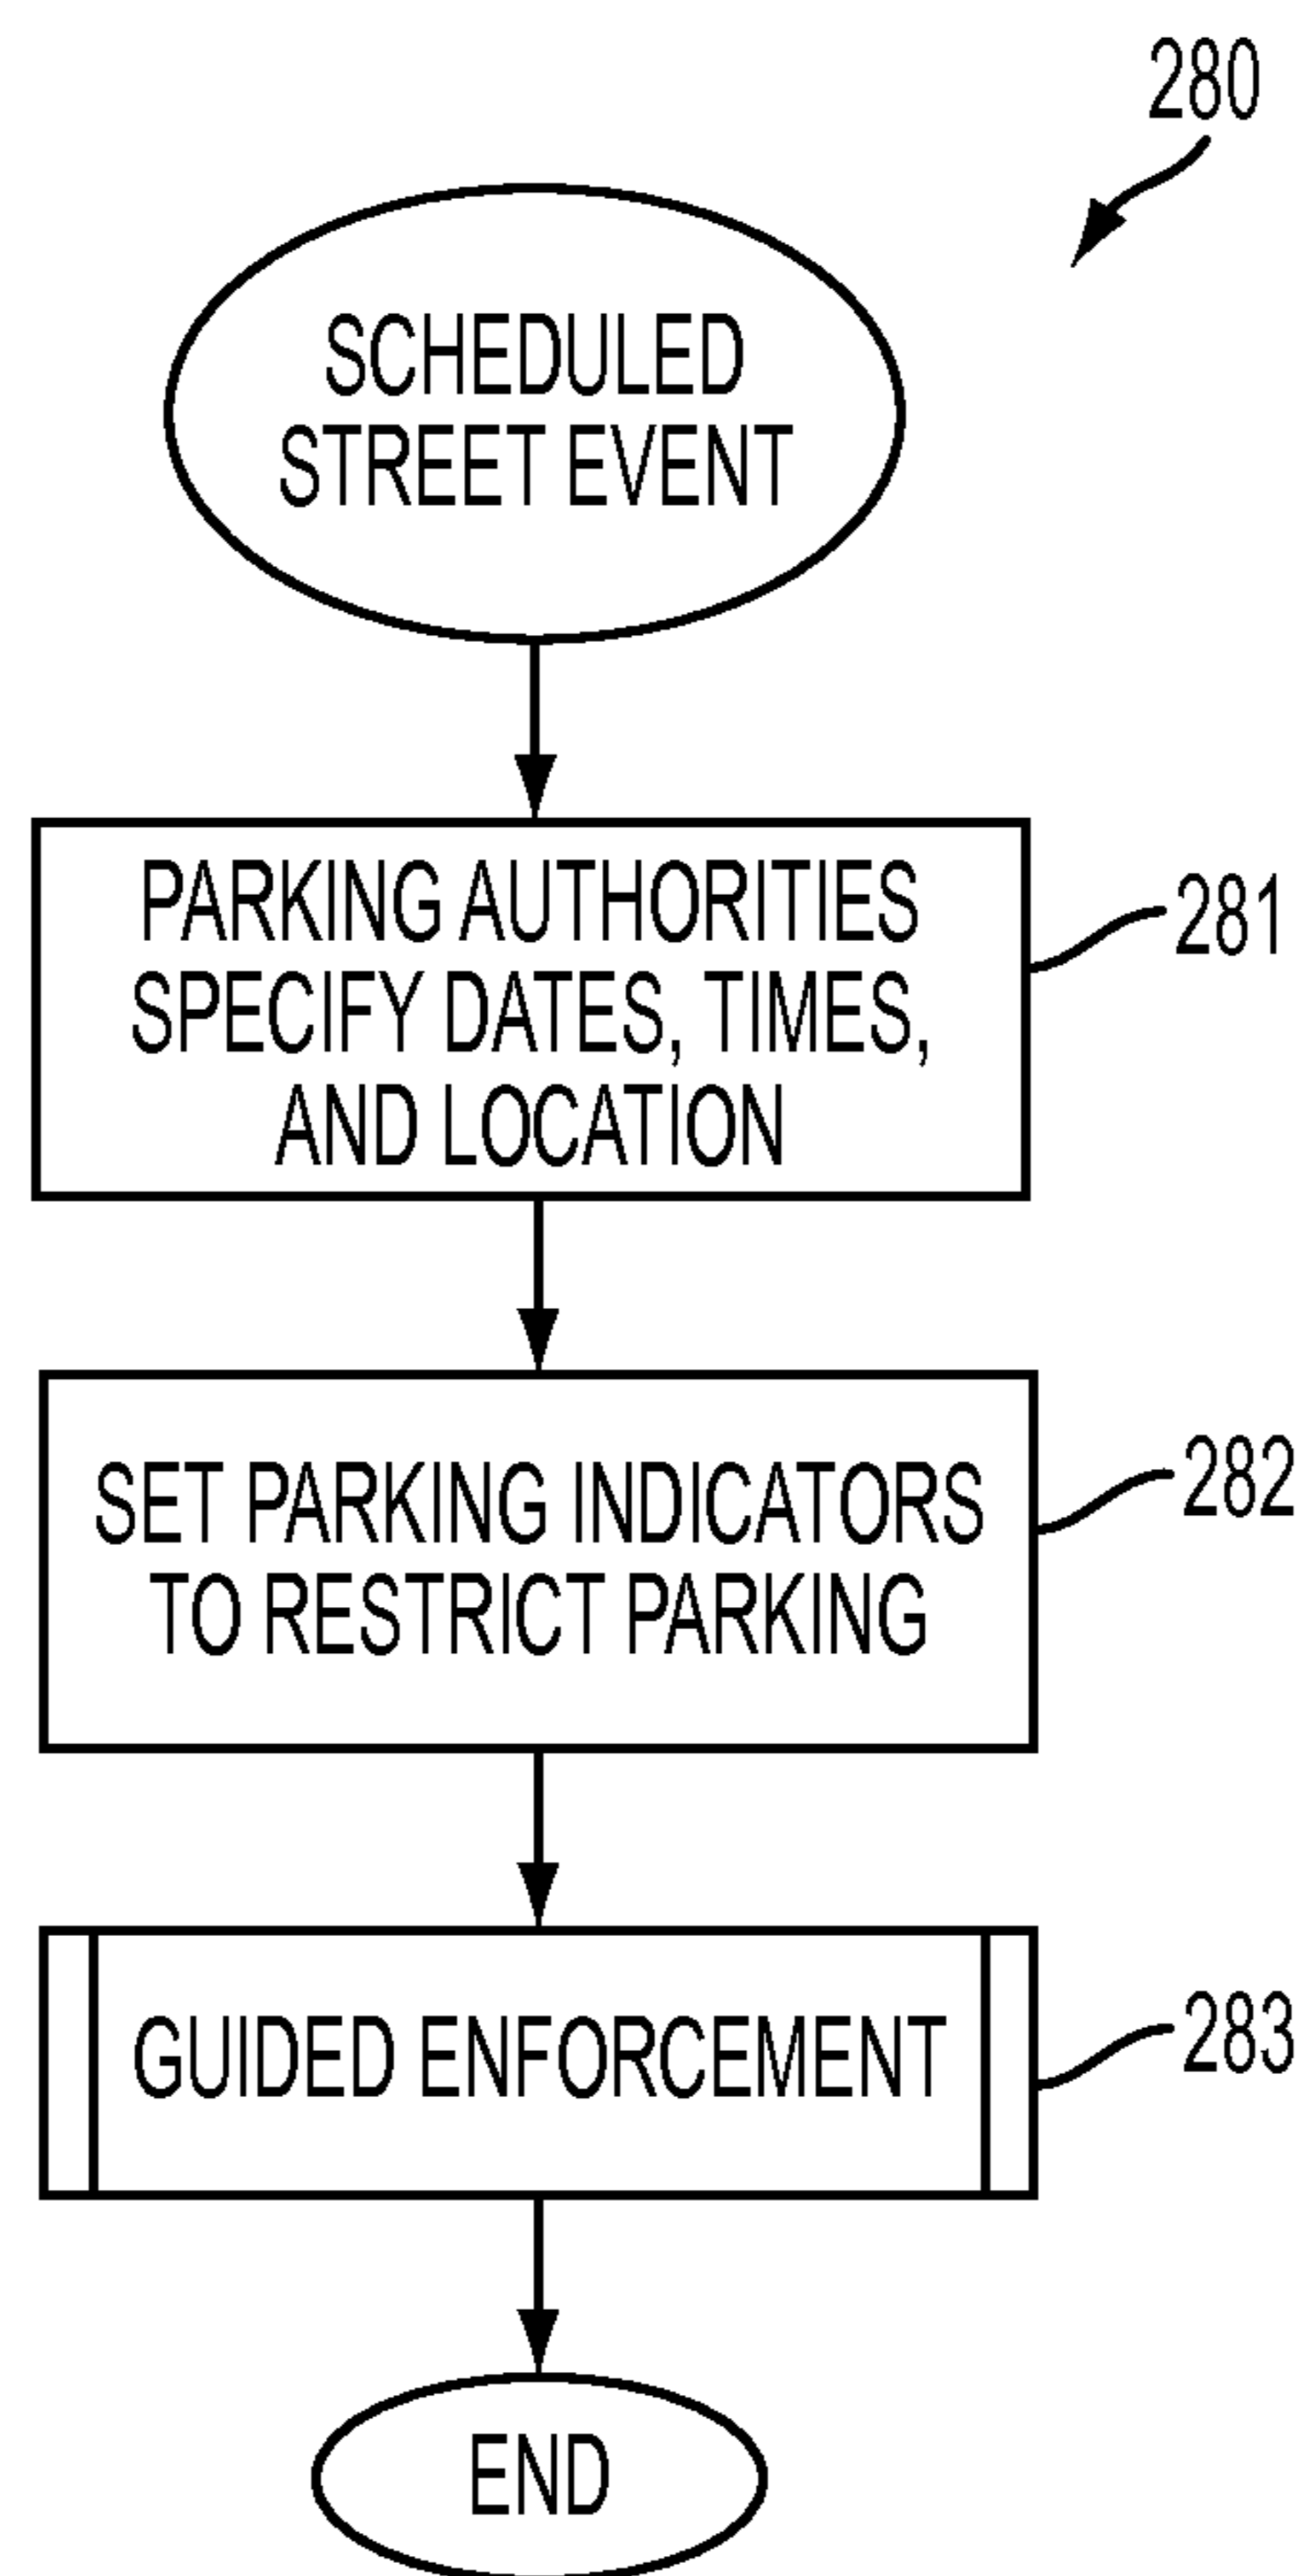 280
SCHEDULED
STREET EVENT
PARKING AUTHORITIES
SPECIFY DATES, TIMES,
AND LOCATION
281
SET PARKING INDICATORS
TO RESTRICT PARKING
282
GUIDED ENFORCEMENT
283
END